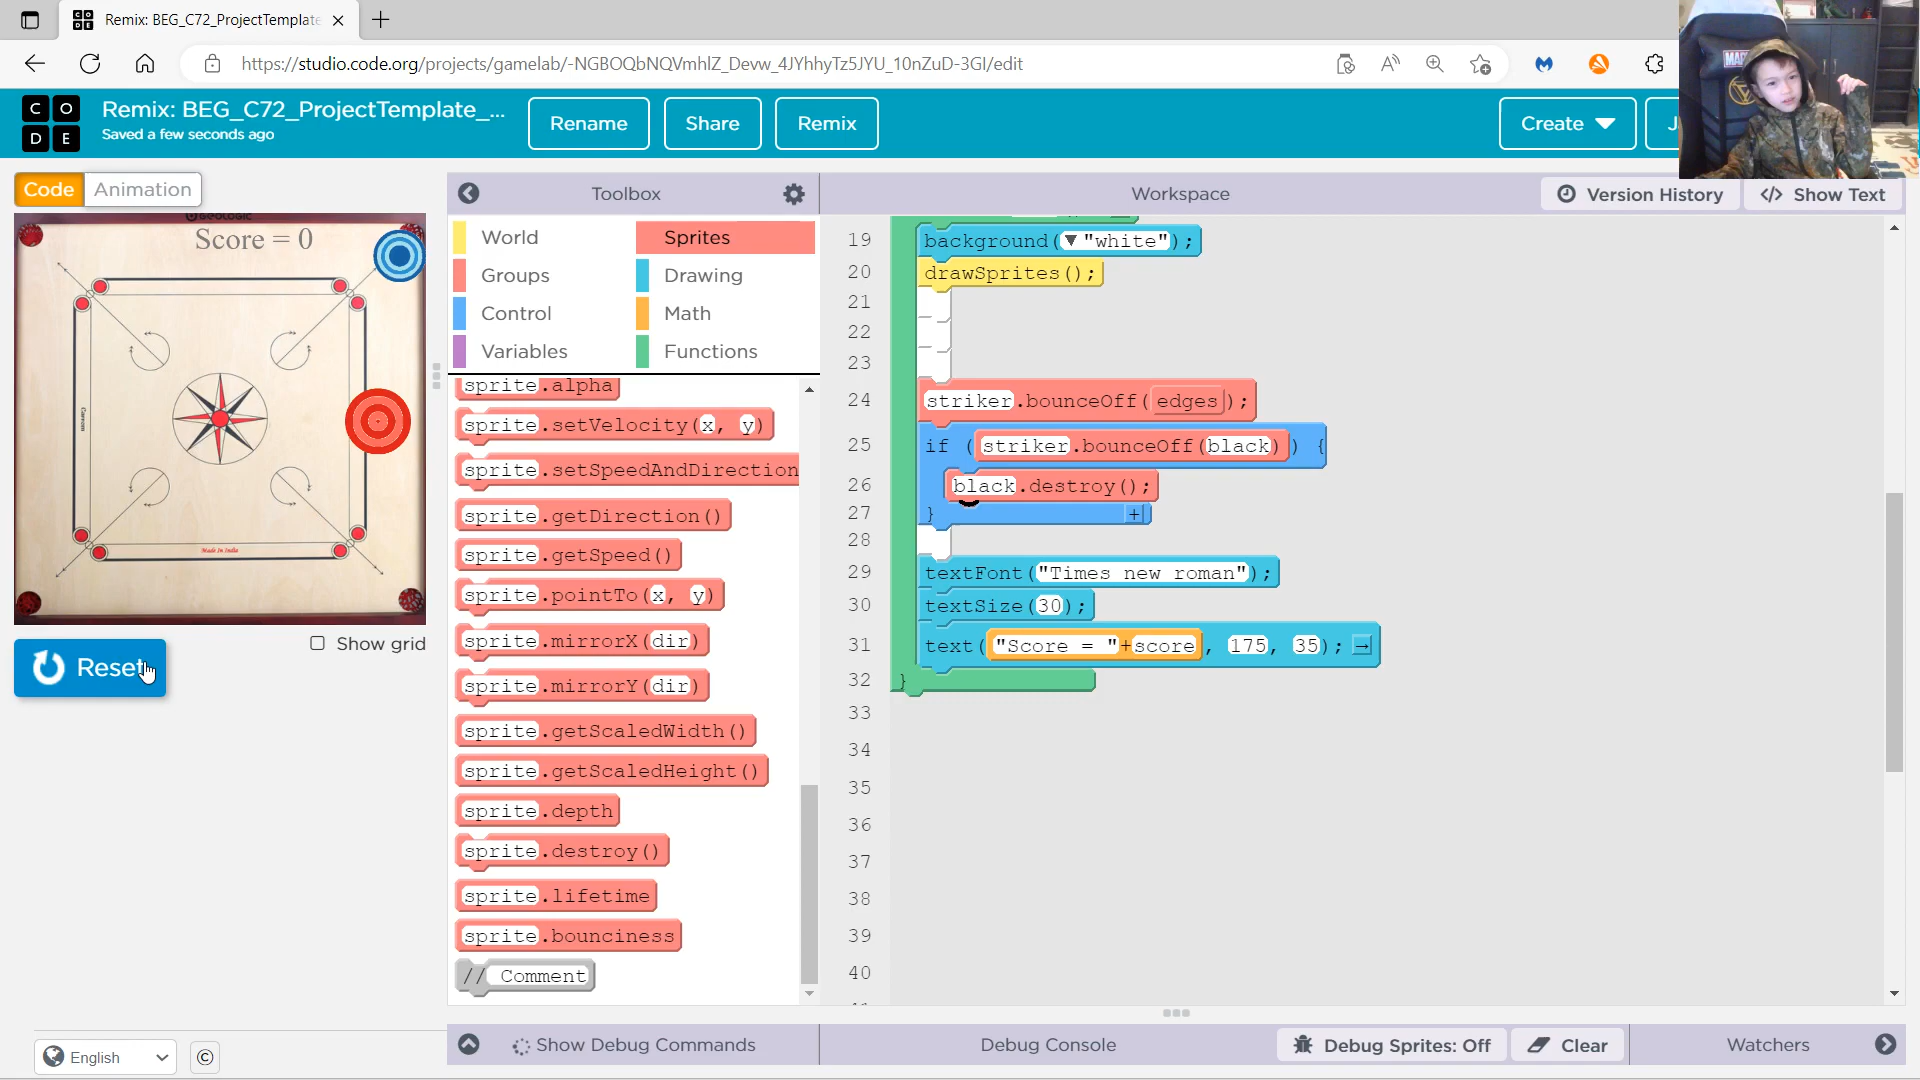 Remix: BEG_C72_ProjectTemplate
https://studio.code.org/projects/gamelab/-NGBOQbNQVmhlZ_Devw_4JYhhyTz5JYU_10nZuD-3GI/edit
C O
D E
Remix: BEG_C72_ProjectTemplate_...
Saved a few seconds ago
Rename
Share
Remix
Create
Code
Animation
Toolbox
Workspace
Version History
</> Show Text
Score = 0
Carrom
Made In India
Reset
Show grid
World
Sprites
Groups
Drawing
Control
Math
Variables
Functions
sprite.alpha
sprite.setVelocity(x, y)
sprite.setSpeedAndDirection
sprite.getDirection()
sprite.getSpeed()
sprite.pointTo(x, y)
sprite.mirrorX(dir)
sprite.mirrorY(dir)
sprite.getScaledWidth()
sprite.getScaledHeight()
sprite.depth
sprite.destroy()
sprite.lifetime
sprite.bounciness
// Comment
19 background( ▼ "white");
20 drawSprites();
21
22
23
24 striker.bounceOff(edges);
25 if (striker.bounceOff(black)) {
26 black.destroy();
27 } +
28
29 textFont("Times new roman");
30 textSize(30);
31 text("Score = "+score, 175, 35); →
32 }
33
34
35
36
37
38
39
40
English
©
Show Debug Commands
Debug Console
Debug Sprites: Off
Clear
Watchers